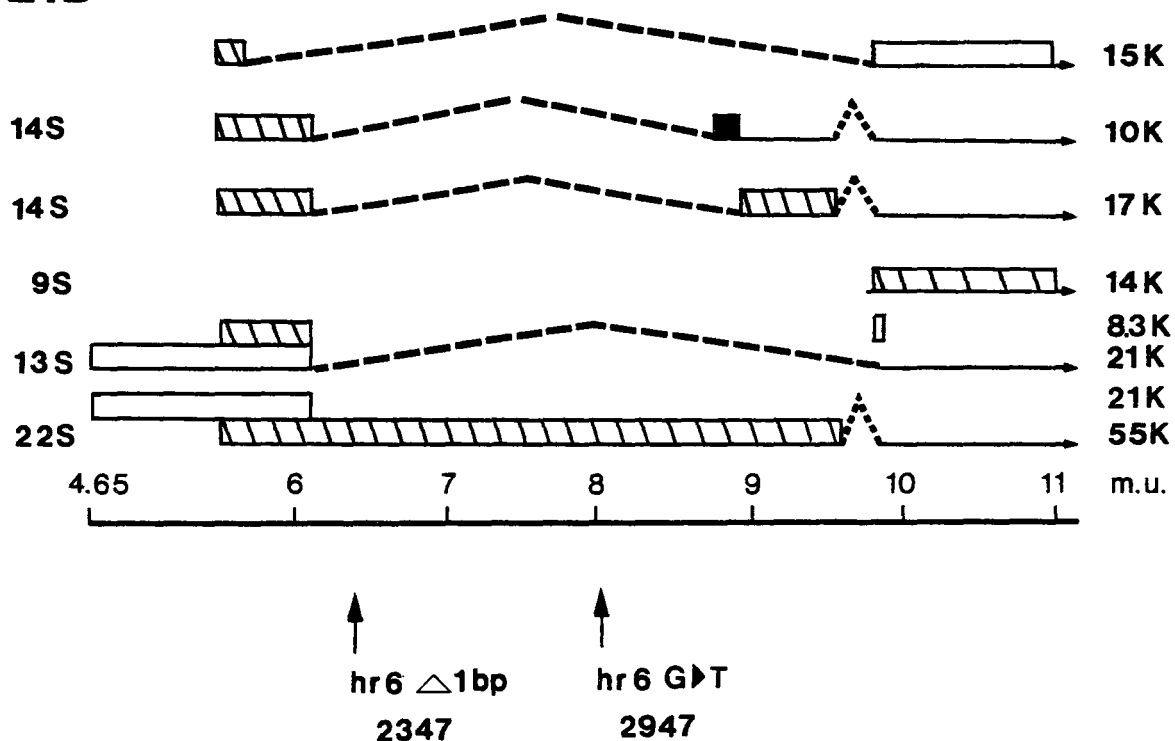 15K
14S 10K
14S 17K
9S 14K
8.3K
13S 21K
21K
22S 55K
4.65 6 7 8 9 10 11 m.u.
hr6 △1bp hr6 G▶T
2347 2947